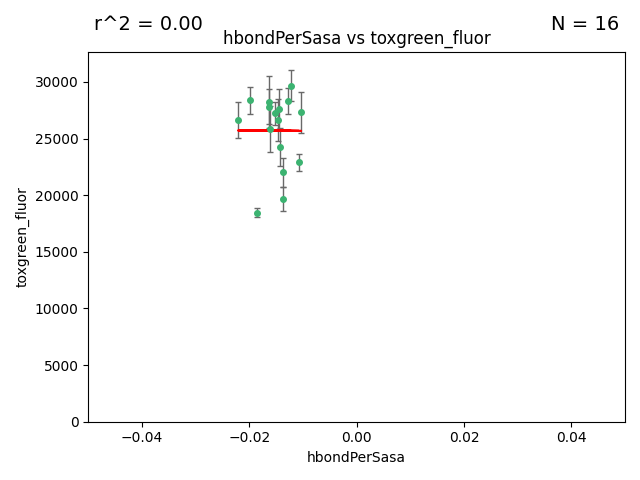 r^2 = 0.00
N = 16
hbondPerSasa vs toxgreen_fluor
30000
25000
20000
15000
10000
5000
0
toxgreen_fluor
−0.04
−0.02
0.00
0.02
0.04
hbondPerSasa